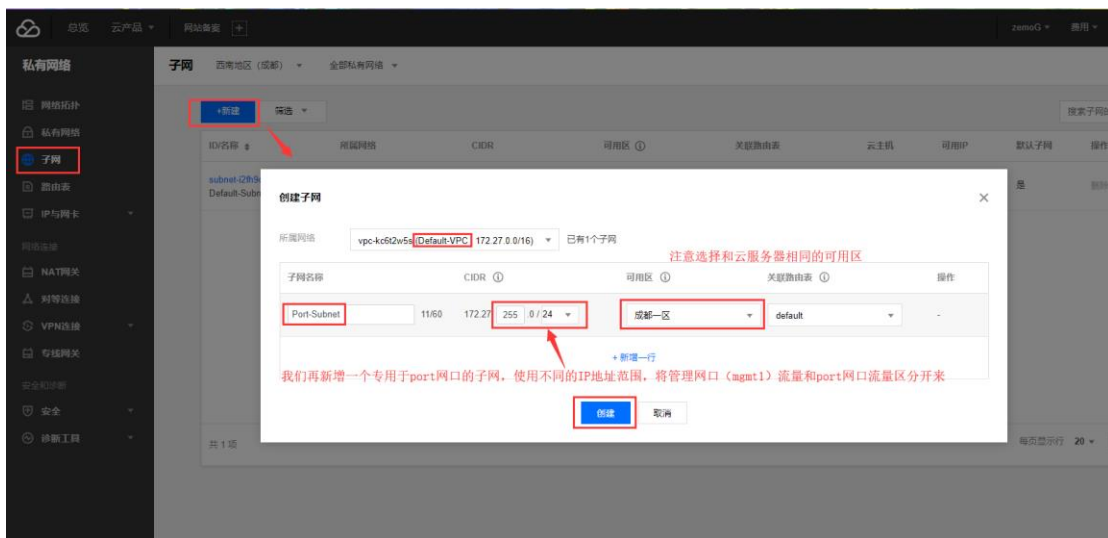 总览 云产品 网站备案 zemoG 费用
私有网络 子网 西南地区（成都） 全部私有网络
网络拓扑
私有网络
子网
路由表
IP与网卡
网络连接
NAT网关
对等连接
VPN连接
专线网关
安全和诊断
安全
诊断工具
+新建 筛选 搜索子网
ID/名称 所属网络 CIDR 可用区 关联路由表 云主机 可用IP 默认子网 操作
Default-Subn 是 删除
创建子网
所属网络 vpc-kc6t2w5s (Default-VPC 172.27.0.0/16) 已有1个子网
注意选择和云服务器相同的可用区
子网名称 CIDR 可用区 关联路由表 操作
Port-Subnet 11/60 172.27 255 .0 / 24 成都一区 default -
+ 新增一行
我们再新增一个专用于port网口的子网，使用不同的IP地址范围，将管理网口（mgmt1）流量和port网口流量区分开来
创建 取消
共 1 项 每页显示行 20